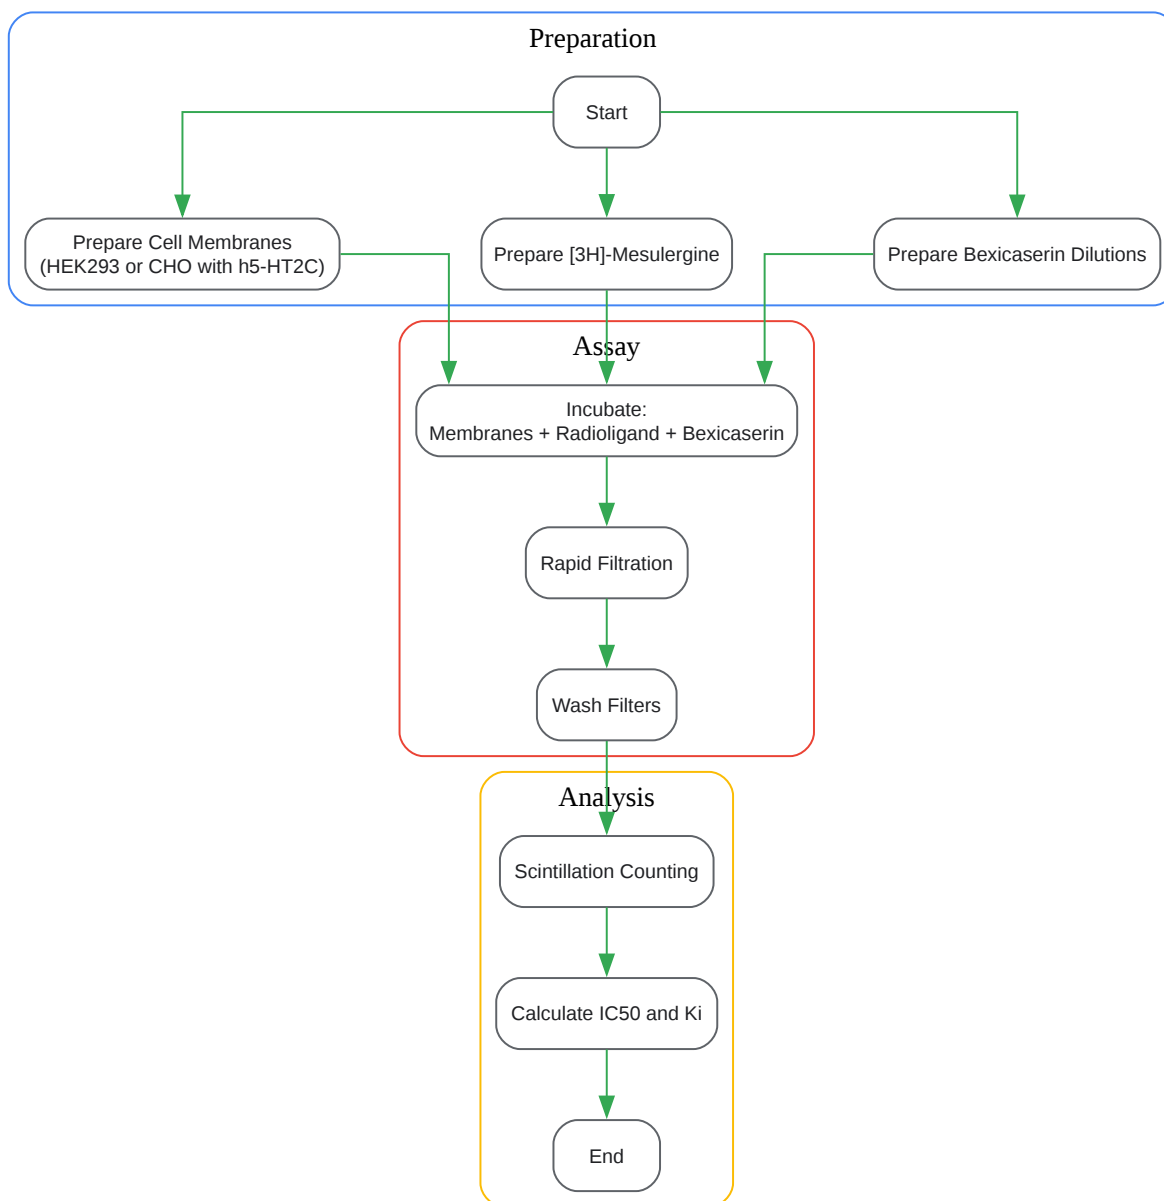 Preparation
Start
Prepare Cell Membranes
(HEK293 or CHO with h5-HT2C)
Prepare [3H]-Mesulergine
Prepare Bexicaserin Dilutions
Assay
Incubate:
Membranes + Radioligand + Bexicaserin
Rapid Filtration
Wash Filters
Analysis
Scintillation Counting
Calculate IC50 and Ki
End